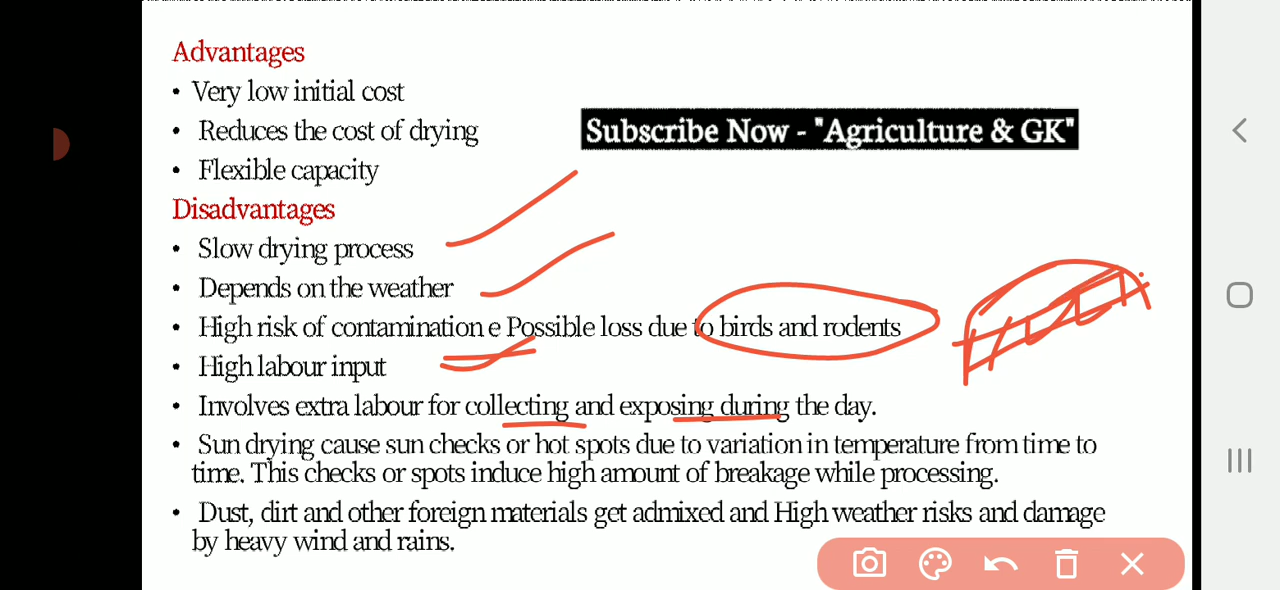 Advantages
• Very low initial cost
Subscribe Now - "Agriculture & GK"
• Reduces the cost of drying
• Flexible capacity
Disadvantages
• Slow drying process
• Depends on the weather
• High risk of contamination e Possible loss due to birds and rodents
• High labour input
• Involves extra labour for collecting and exposing during the day.
• Sun drying cause sun checks or hot spots due to variation in temperature from time to
time. This checks or spots induce high amount of breakage while processing.
• Dust, dirt and other foreign materials get admixed and High weather risks and damage
by heavy wind and rains.